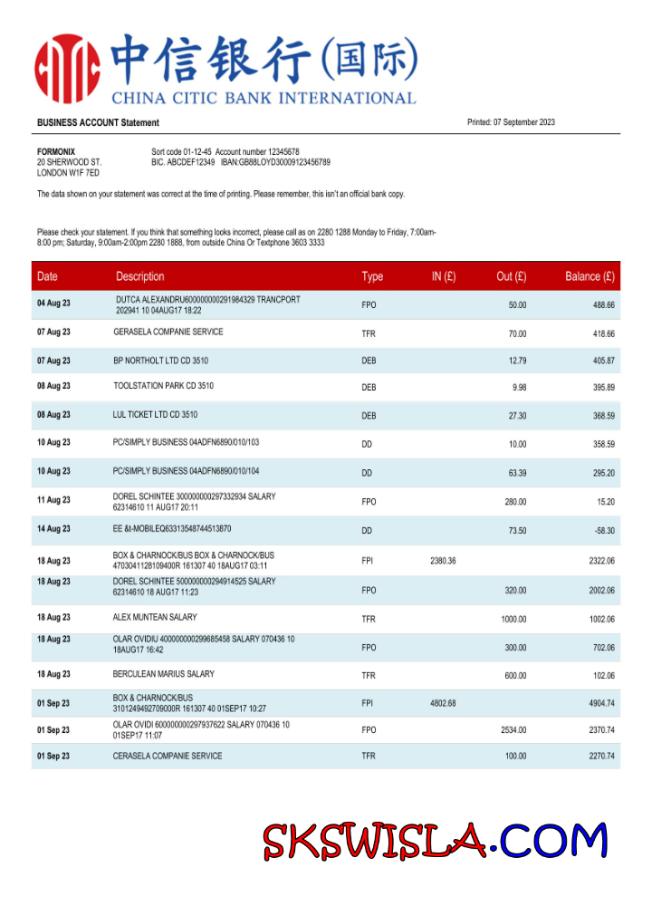 中信银行(国际)
CHINA CITIC BANK INTERNATIONAL
BUSINESS ACCOUNT Statement Printed: 07 September 2023
FORMONIX Sort code 01-12-45 Account number 12345678
20 SHERWOOD ST. BIC. ABCDEF12349 IBAN:GB88LOYD30009123456789
LONDON W1F 7ED
The data shown on your statement was correct at the time of printing. Please remember, this isn't an official bank copy.
Please check your statement. If you think that something looks incorrect, please call as on 2280 1288 Monday to Friday, 7:00am-
8:00 pm; Saturday, 9:00am-2:00pm 2280 1888, from outside China Or Textphone 3603 3333
Date Description Type IN (£) Out (£) Balance (£)
04 Aug 23 DUTCA ALEXANDRU600000000291984329 TRANCPORT
202941 10 04AUG17 18:22 FPO 50.00 488.66
07 Aug 23 GERASELA COMPANIE SERVICE TFR 70.00 418.66
07 Aug 23 BP NORTHOLT LTD CD 3510 DEB 12.79 405.87
08 Aug 23 TOOLSTATION PARK CD 3510 DEB 9.98 395.89
08 Aug 23 LUL TICKET LTD CD 3510 DEB 27.30 368.59
10 Aug 23 PC/SIMPLY BUSINESS 04ADFN6890/010/103 DD 10.00 358.59
10 Aug 23 PC/SIMPLY BUSINESS 04ADFN6890/010/104 DD 63.39 295.20
11 Aug 23 DOREL SCHINTEE 300000000297332934 SALARY
62314610 11 AUG17 20:11 FPO 280.00 15.20
14 Aug 23 EE &t-MOBILEQ63313548744513870 DD 73.50 -58.30
18 Aug 23 BOX & CHARNOCK/BUS BOX & CHARNOCK/BUS
4703041128109400R 161307 40 18AUG17 03:11 FPI 2380.36 2322.06
18 Aug 23 DOREL SCHINTEE 500000000294914525 SALARY
62314610 18 AUG17 11:23 FPO 320.00 2002.06
18 Aug 23 ALEX MUNTEAN SALARY TFR 1000.00 1002.06
18 Aug 23 OLAR OVIDIU 400000000299685458 SALARY 070436 10
18AUG17 16:42 FPO 300.00 702.06
18 Aug 23 BERCULEAN MARIUS SALARY TFR 600.00 102.06
01 Sep 23 BOX & CHARNOCK/BUS
3101249492709000R 161307 40 01SEP17 10:27 FPI 4802.68 4904.74
01 Sep 23 OLAR OVIDI 600000000297937622 SALARY 070436 10
01SEP17 11:07 FPO 2534.00 2370.74
01 Sep 23 CERASELA COMPANIE SERVICE TFR 100.00 2270.74
SKSWISLA.COM